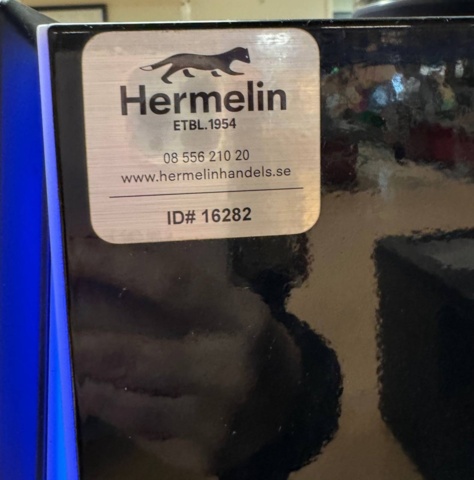 Hermelin
ETBL.1954
08 556 210 20
www.hermelinhandels.se
ID# 16282